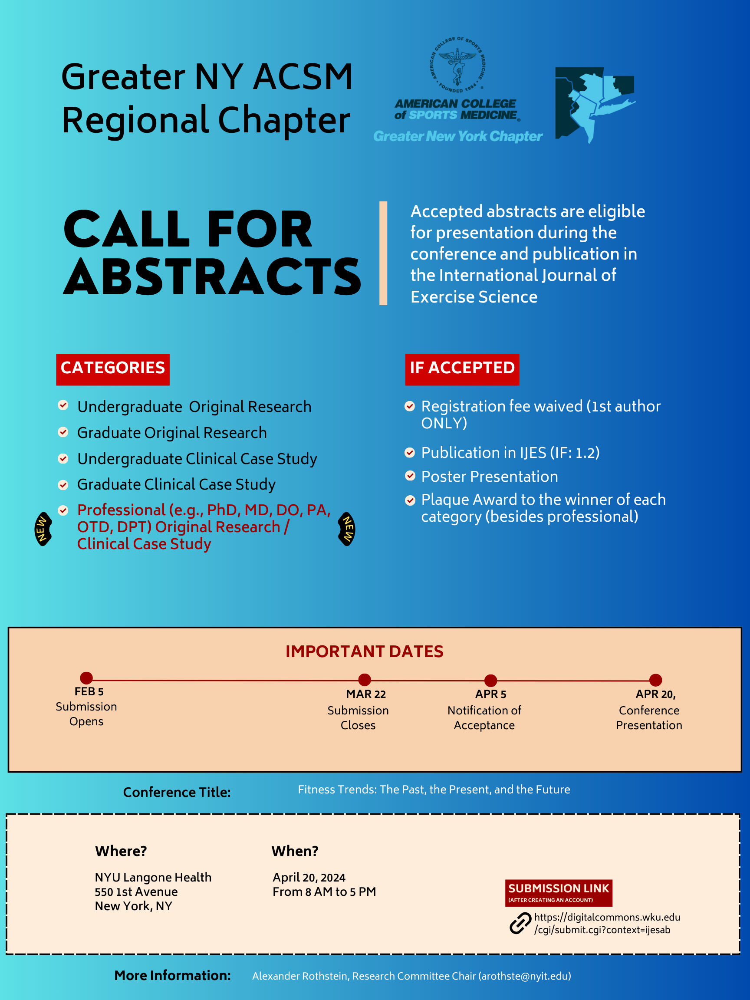 Greater NY ACSM
Regional Chapter
• AMERICAN COLLEGE OF SPORTS MEDICINE •
FOUNDED 1954 ®
AMERICAN COLLEGE
of SPORTS MEDICINE®
Greater New York Chapter
CALL FOR
ABSTRACTS
Accepted abstracts are eligible
for presentation during the
conference and publication in
the International Journal of
Exercise Science
CATEGORIES
Undergraduate Original Research
Graduate Original Research
Undergraduate Clinical Case Study
Graduate Clinical Case Study
NEW
Professional (e.g., PhD, MD, DO, PA,
OTD, DPT) Original Research /
Clinical Case Study
NEW
IF ACCEPTED
Registration fee waived (1st author
ONLY)
Publication in IJES (IF: 1.2)
Poster Presentation
Plaque Award to the winner of each
category (besides professional)
IMPORTANT DATES
FEB 5
Submission
Opens
MAR 22
Submission
Closes
APR 5
Notification of
Acceptance
APR 20,
Conference
Presentation
Conference Title:
Fitness Trends: The Past, the Present, and the Future
Where?
NYU Langone Health
550 1st Avenue
New York, NY
When?
April 20, 2024
From 8 AM to 5 PM
SUBMISSION LINK
(AFTER CREATING AN ACCOUNT)
https://digitalcommons.wku.edu
/cgi/submit.cgi?context=ijesab
More Information:
Alexander Rothstein, Research Committee Chair (arothste@nyit.edu)